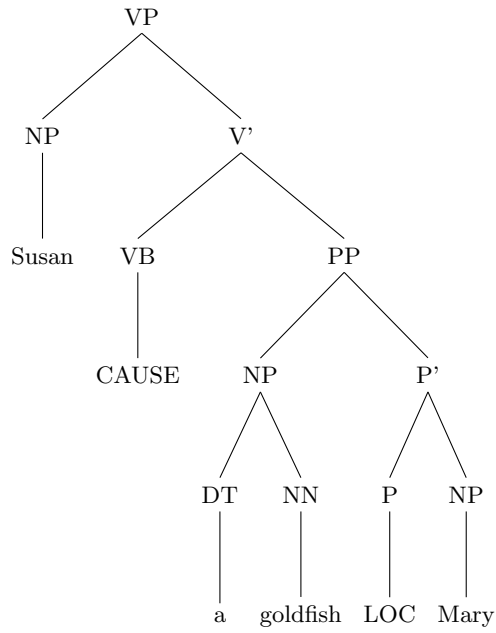 VP
NP V'
Susan VB PP
CAUSE NP P'
DT NN P NP
a goldfish LOC Mary